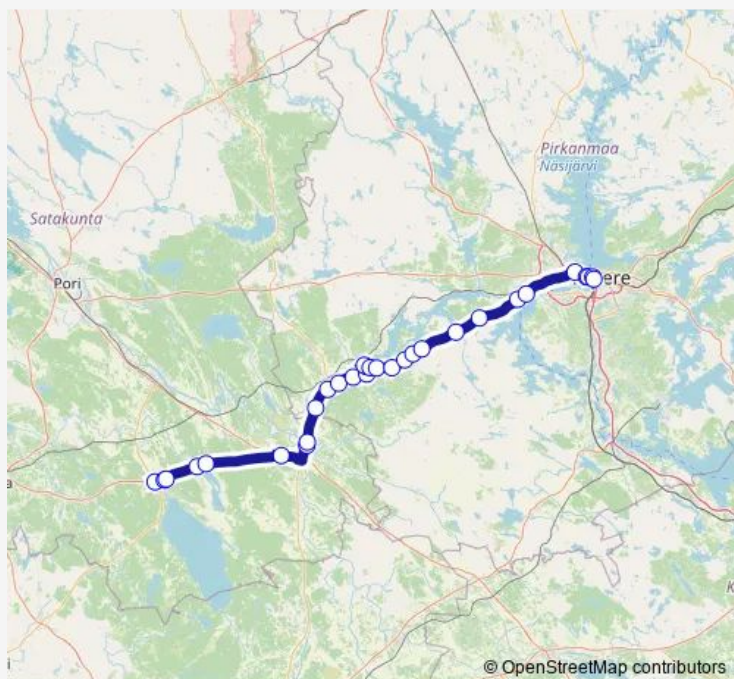 Pirkanmaa
Näsijärvi
Satakunta
Pori
ere
a
K
i
© OpenStreetMap contributors